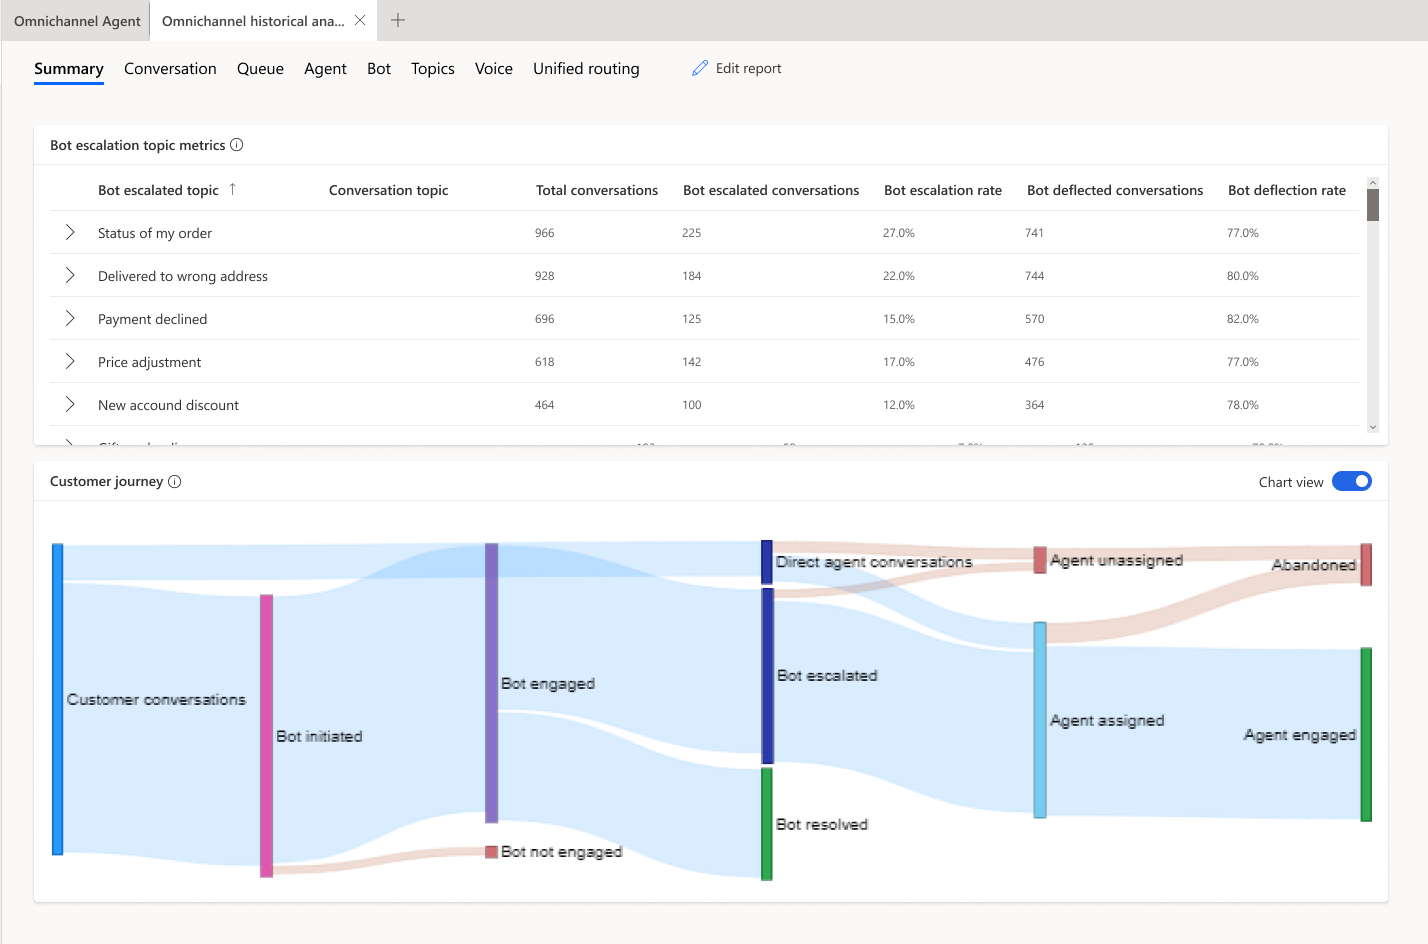 Omnichannel Agent
Omnichannel historical ana...
Summary Conversation Queue Agent Bot Topics Voice Unified routing Edit report
Bot escalation topic metrics
Bot escalated topic ↑ Conversation topic Total conversations Bot escalated conversations Bot escalation rate Bot deflected conversations Bot deflection rate
Status of my order 966 225 27.0% 741 77.0%
Delivered to wrong address 928 184 22.0% 744 80.0%
Payment declined 696 125 15.0% 570 82.0%
Price adjustment 618 142 17.0% 476 77.0%
New accound discount 464 100 12.0% 364 78.0%
Customer journey
Chart view
Direct agent conversations
Agent unassigned
Abandoned
Bot engaged
Bot escalated
Customer conversations
Agent assigned
Bot initiated
Agent engaged
Bot resolved
Bot not engaged